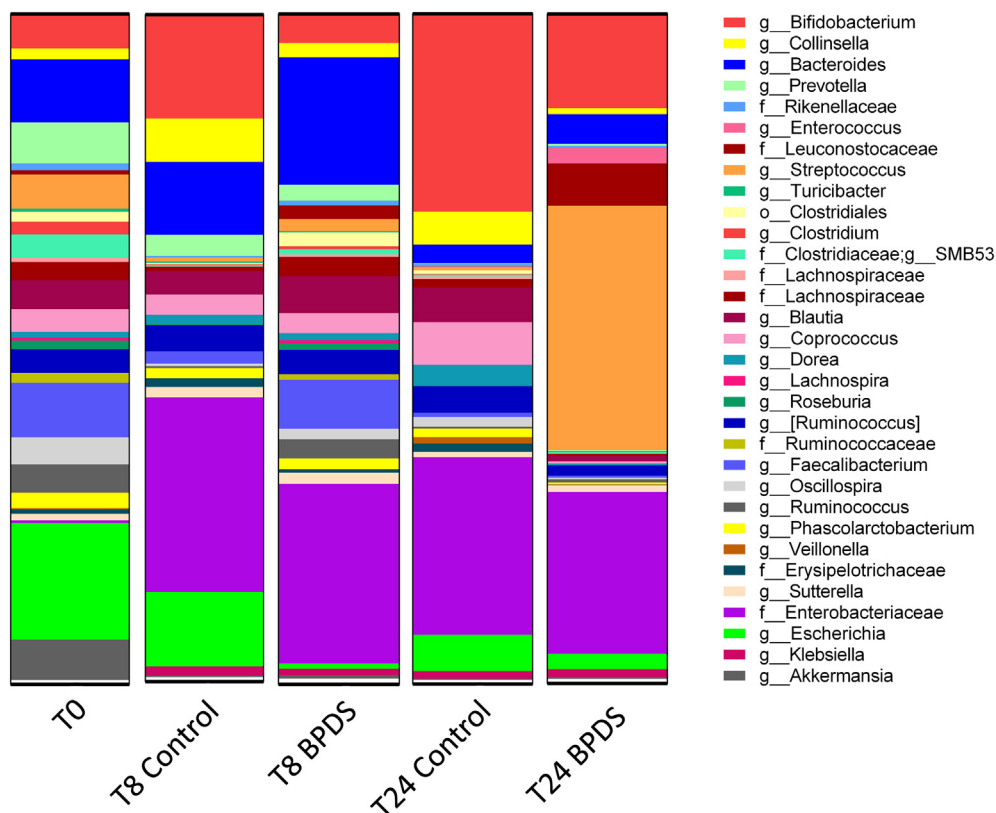 g__Bifidobacterium
g__Collinsella
g__Bacteroides
g__Prevotella
f__Rikenellaceae
g__Enterococcus
f__Leuconostocaceae
g__Streptococcus
g__Turicibacter
o__Clostridiales
g__Clostridium
f__Clostridiaceae;g__SMB53
f__Lachnospiraceae
f__Lachnospiraceae
g__Blautia
g__Coprococcus
g__Dorea
g__Lachnospira
g__Roseburia
g__[Ruminococcus]
f__Ruminococcaceae
g__Faecalibacterium
g__Oscillospira
g__Ruminococcus
g__Phascolarctobacterium
g__Veillonella
f__Erysipelotrichaceae
g__Sutterella
f__Enterobacteriaceae
g__Escherichia
g__Klebsiella
g__Akkermansia
T0
T8 Control
T8 BPDS
T24 Control
T24 BPDS